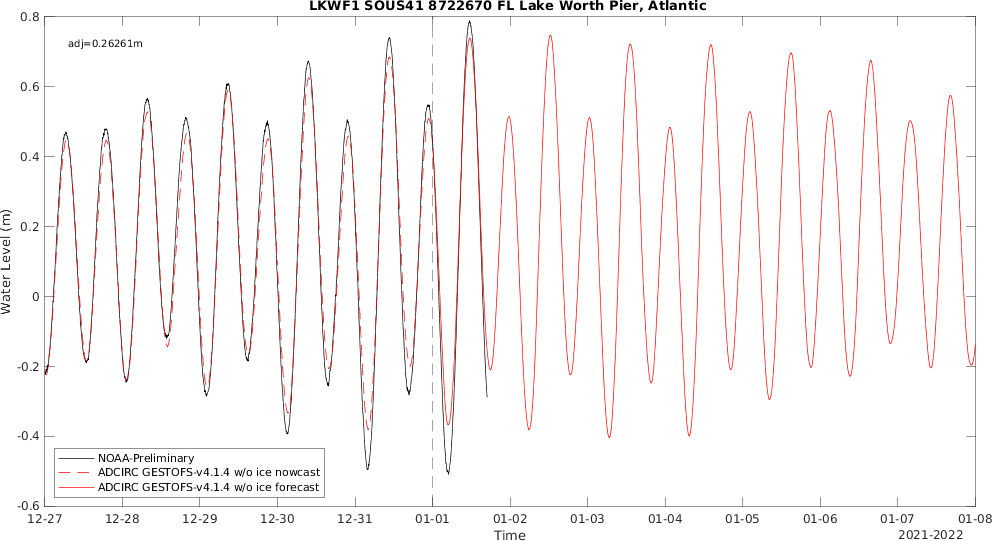 LKWF1 SOUS41 8722670 FL Lake Worth Pier, Atlantic
adj=0.26261m
0.8
0.6
0.4
0.2
0
-0.2
-0.4
-0.6
Water Level (m)
NOAA-Preliminary
ADCIRC GESTOFS-v4.1.4 w/o ice nowcast
ADCIRC GESTOFS-v4.1.4 w/o ice forecast
12-27 12-28 12-29 12-30 12-31 01-01 01-02 01-03 01-04 01-05 01-06 01-07 01-08
Time
2021-2022